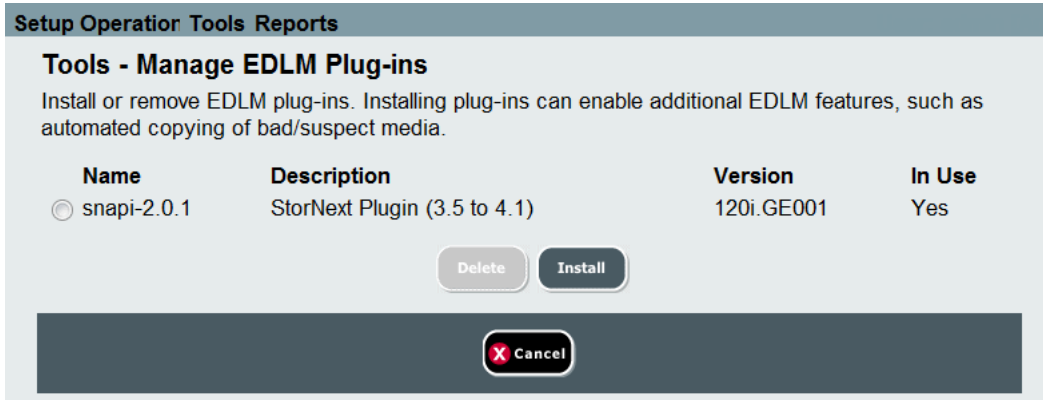 Setup Operation Tools Reports
Tools - Manage EDLM Plug-ins
Install or remove EDLM plug-ins. Installing plug-ins can enable additional EDLM features, such as
automated copying of bad/suspect media.
Name Description Version In Use
snapi-2.0.1 StorNext Plugin (3.5 to 4.1) 120i.GE001 Yes
Delete Install
X Cancel